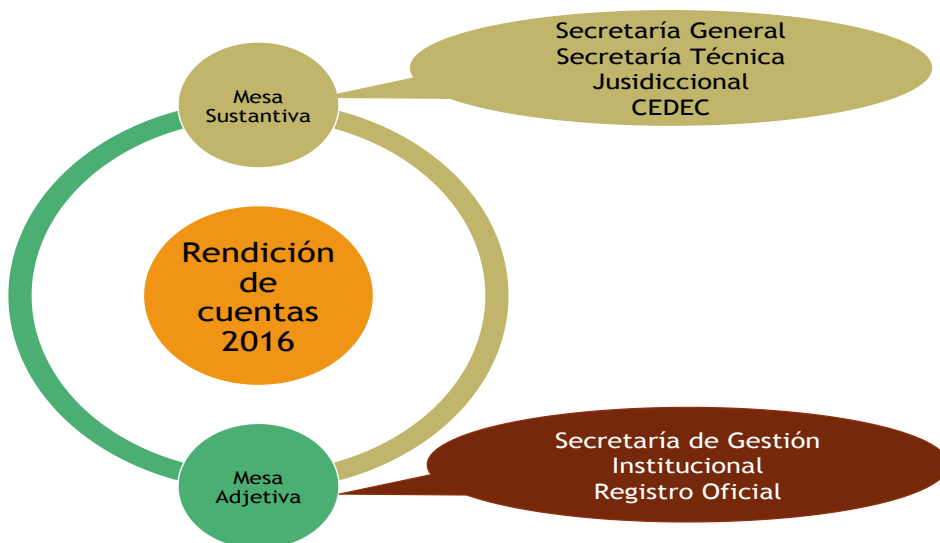 Secretaría General
Secretaría Técnica
Jusidiccional
CEDEC
Mesa
Sustantiva
Rendición
de
cuentas
2016
Secretaría de Gestión
Institucional
Registro Oficial
Mesa
Adjetiva